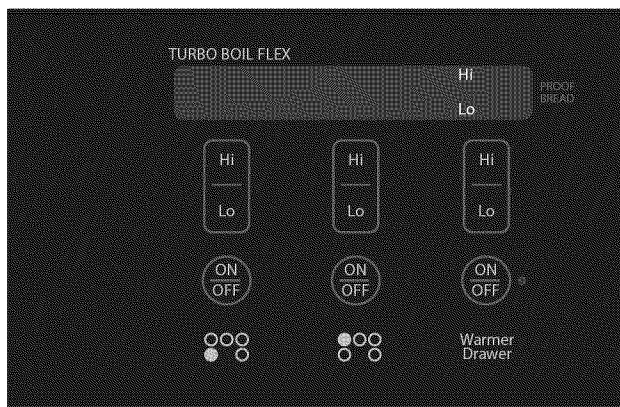 TURBO BOIL FLEX
Hi
PROOF
BREAD
Lo
Hi Hi Hi
Lo Lo Lo
ON ON ON
OFF OFF OFF
Warmer
Drawer